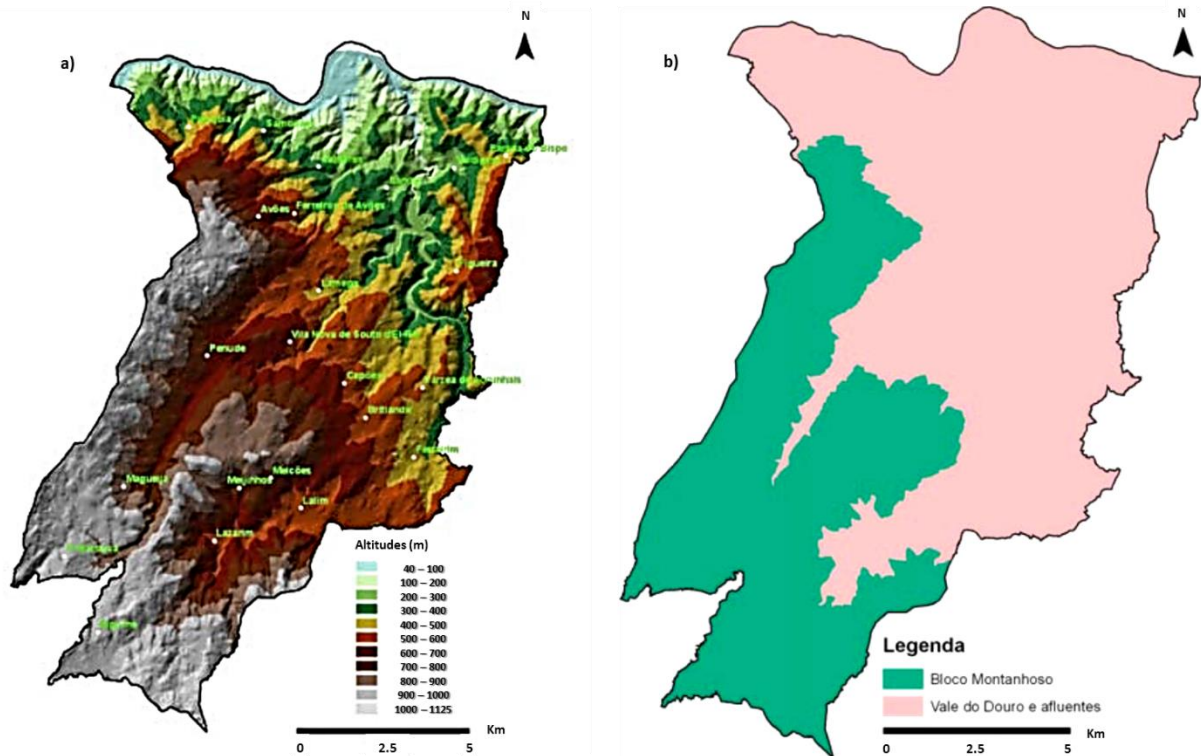 a)
N
Avões
Ferreiros de Avões
Figueira
Lamego
Vila Nova de Souto d'El-Rei
Penude
Cepões
Britiande
Magueija
Meijinhos
Melcões
Lalim
Lazarim
Altitudes (m)
40 – 100
100 – 200
200 – 300
300 – 400
400 – 500
500 – 600
600 – 700
700 – 800
800 – 900
900 – 1000
1000 – 1125
Km
0
2.5
5
b)
N
Legenda
Bloco Montanhoso
Vale do Douro e afluentes
Km
0
2.5
5